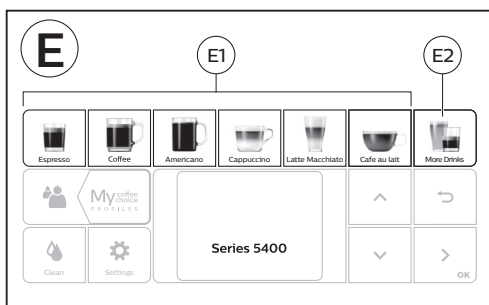 E
E1
E2
Espresso
Coffee
Americano
Cappuccino
Latte Macchiato
Cafe au lait
More Drinks
My coffee choice
PROFILES
Series 5400
Clean
Settings
OK